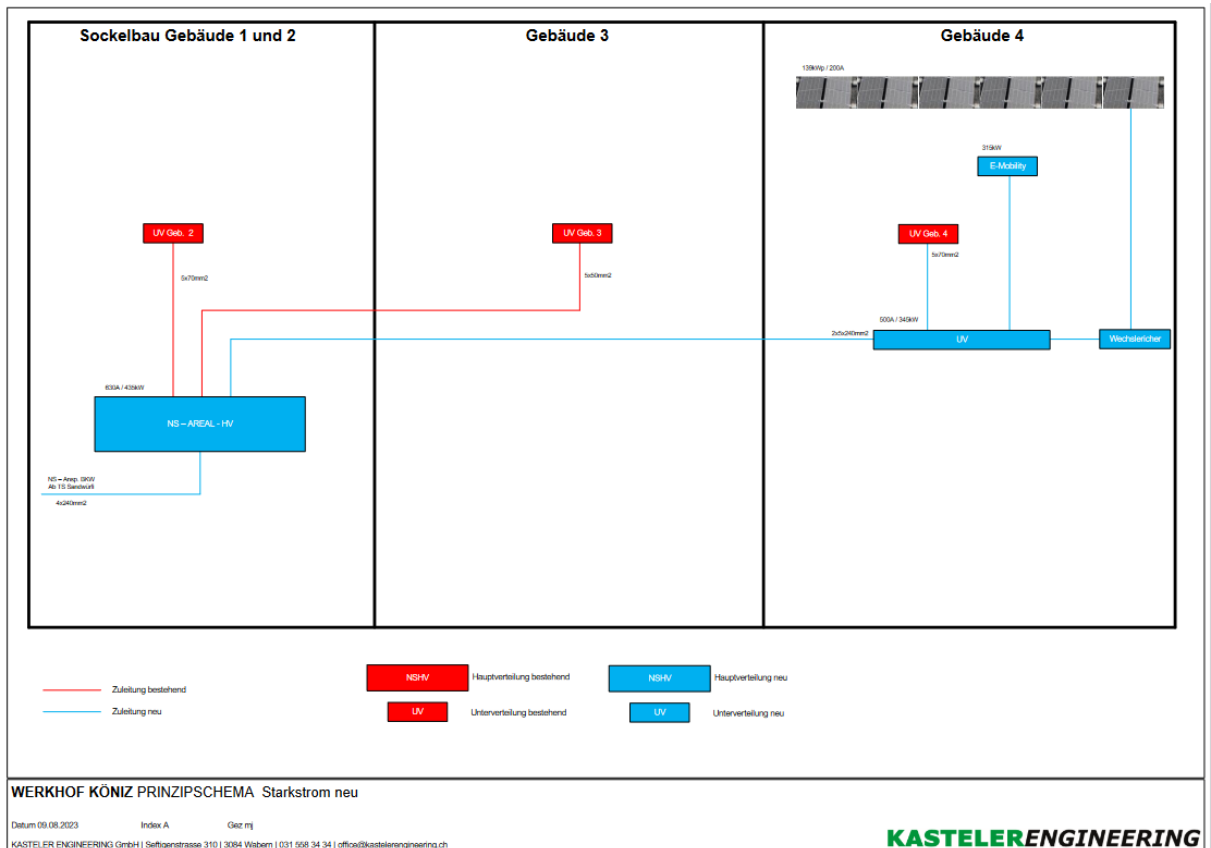 Sockelbau Gebäude 1 und 2
Gebäude 3
Gebäude 4
139kWp / 200A
315kW
E-Mobility
UV Geb. 2
UV Geb. 3
UV Geb. 4
5x70mm2
5x50mm2
5x70mm2
500A / 345kW
2x5x240mm2
UV
Wechslericher
630A / 435kW
NS – AREAL - HV
NS – Ansp. BKW
Ab TS Sandwürfi
4x240mm2
Zuleitung bestehend
Zuleitung neu
NSHV
Hauptverteilung bestehend
NSHV
Hauptverteilung neu
UV
Unterverteilung bestehend
UV
Unterverteilung neu
WERKHOF KÖNIZ PRINZIPSCHEMA Starkstrom neu
Datum 09.08.2023 Index A Gez mj
KASTELER ENGINEERING GmbH | Seftigenstrasse 310 | 3084 Wabern | 031 558 34 34 | office@kastelerengineering.ch
KASTELERENGINEERING